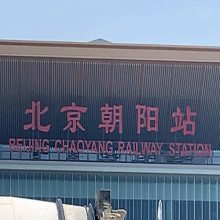 北京朝阳站
BEIJING CHAOYANG RAILWAY STATION